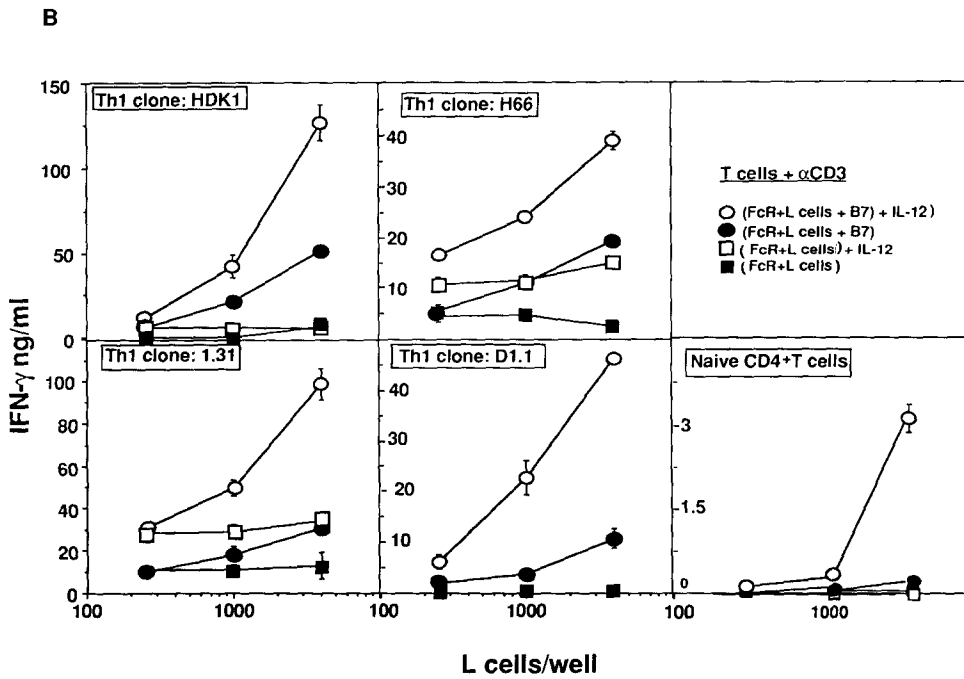 B
IFN-γ ng/ml
150
100
50
0
Th1 clone: HDK1
Th1 clone: H66
40
30
20
10
T cells + αCD3
(FcR+L cells + B7) + IL-12)
(FcR+L cells + B7)
( FcR+L cells) + IL-12
( FcR+L cells)
Th1 clone: 1.31
100
80
60
40
30
20
10
0
Th1 clone: D1.1
40
30
20
10
Naive CD4+T cells
3
1.5
0
100 1000 100 1000 100 1000
L cells/well